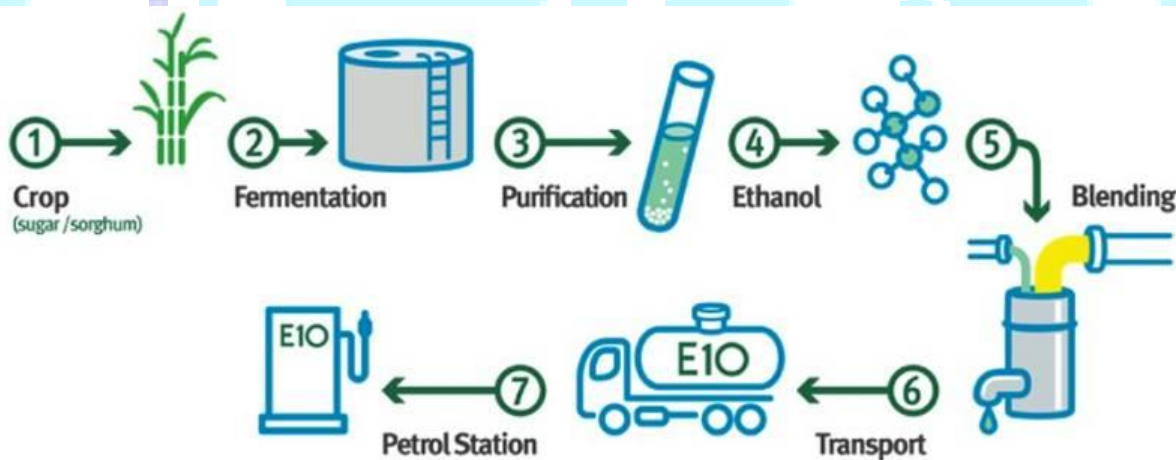 1
Crop
(sugar/sorghum)
2
Fermentation
3
Purification
4
Ethanol
5
Blending
6
Transport
E10
7
Petrol Station
E10